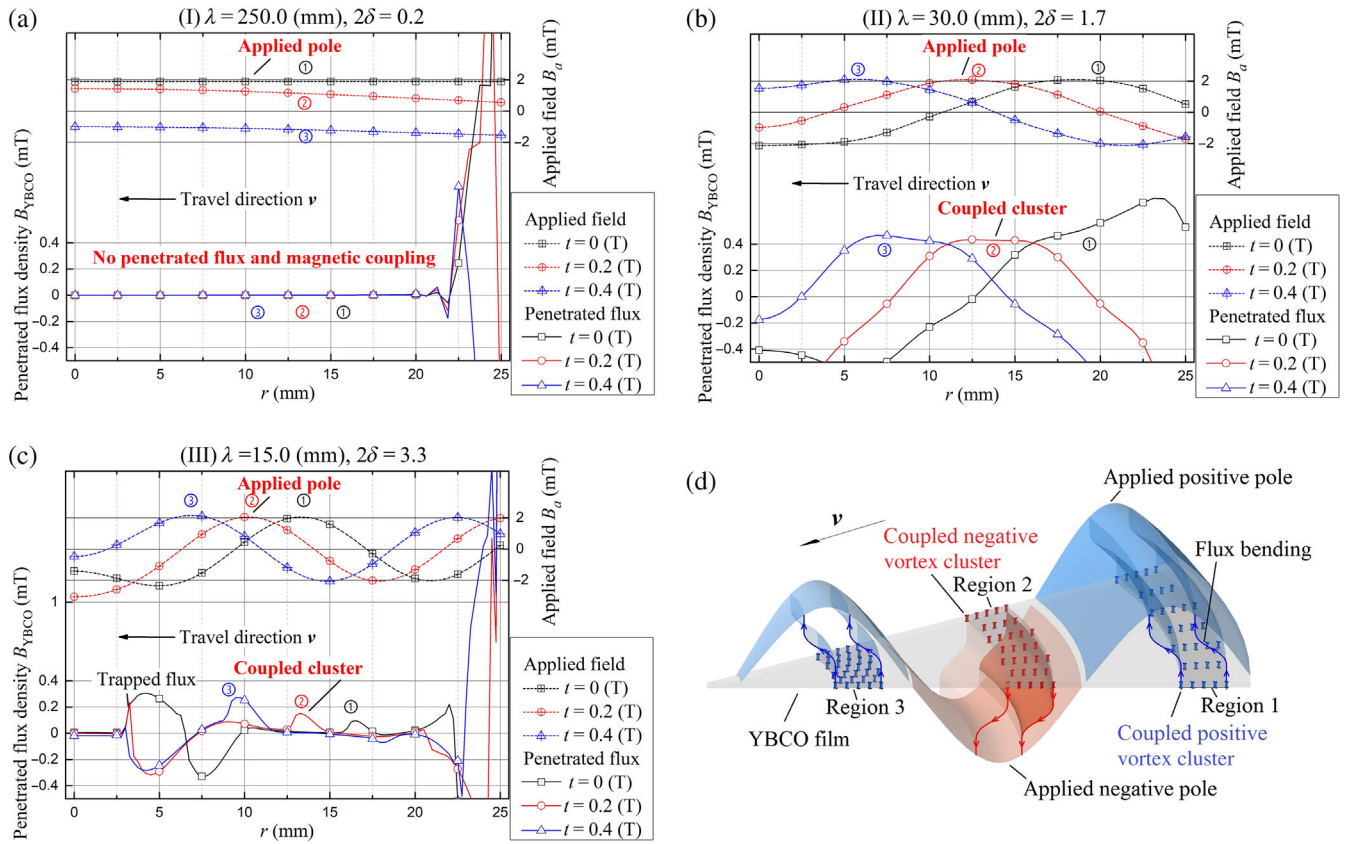 (a)
(I) λ = 250.0 (mm), 2δ = 0.2
Applied pole
①
②
③
2
0
−2
Applied field Bₐ (mT)
Travel direction v
Penetrated flux density B_YBCO (mT)
0.4
0.2
0
−0.2
−0.4
No penetrated flux and magnetic coupling
③ ② ①
0 5 10 15 20 25
r (mm)
Applied field
t = 0 (T)
t = 0.2 (T)
t = 0.4 (T)
Penetrated flux
t = 0 (T)
t = 0.2 (T)
t = 0.4 (T)
(b)
(II) λ = 30.0 (mm), 2δ = 1.7
Applied pole
③ ② ①
2
0
−2
Applied field Bₐ (mT)
Travel direction v
Penetrated flux density B_YBCO (mT)
0.4
0.2
0
−0.2
−0.4
Coupled cluster
③ ② ①
0 5 10 15 20 25
r (mm)
Applied field
t = 0 (T)
t = 0.2 (T)
t = 0.4 (T)
Penetrated flux
t = 0 (T)
t = 0.2 (T)
t = 0.4 (T)
(c)
(III) λ =15.0 (mm), 2δ = 3.3
Applied pole
③ ② ①
2
0
−2
Applied field Bₐ (mT)
1
Travel direction v
Penetrated flux density B_YBCO (mT)
0.4
0.2
0
−0.2
−0.4
Trapped flux
Coupled cluster
③ ② ①
0 5 10 15 20 25
r (mm)
Applied field
t = 0 (T)
t = 0.2 (T)
t = 0.4 (T)
Penetrated flux
t = 0 (T)
t = 0.2 (T)
t = 0.4 (T)
(d)
Applied positive pole
v
Coupled negative
vortex cluster
Flux bending
Region 2
Region 3
Region 1
YBCO film
Coupled positive
vortex cluster
Applied negative pole